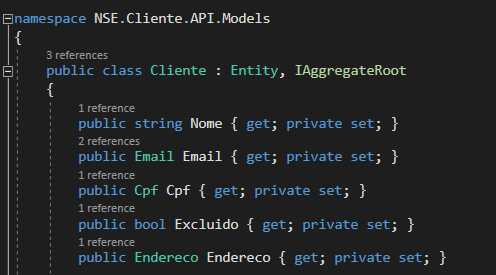 namespace NSE.Cliente.API.Models
{
3 references
public class Cliente : Entity, IAggregateRoot
{
1 reference
public string Nome { get; private set; }
2 references
public Email Email { get; private set; }
1 reference
public Cpf Cpf { get; private set; }
1 reference
public bool Excluido { get; private set; }
1 reference
public Endereco Endereco { get; private set; }